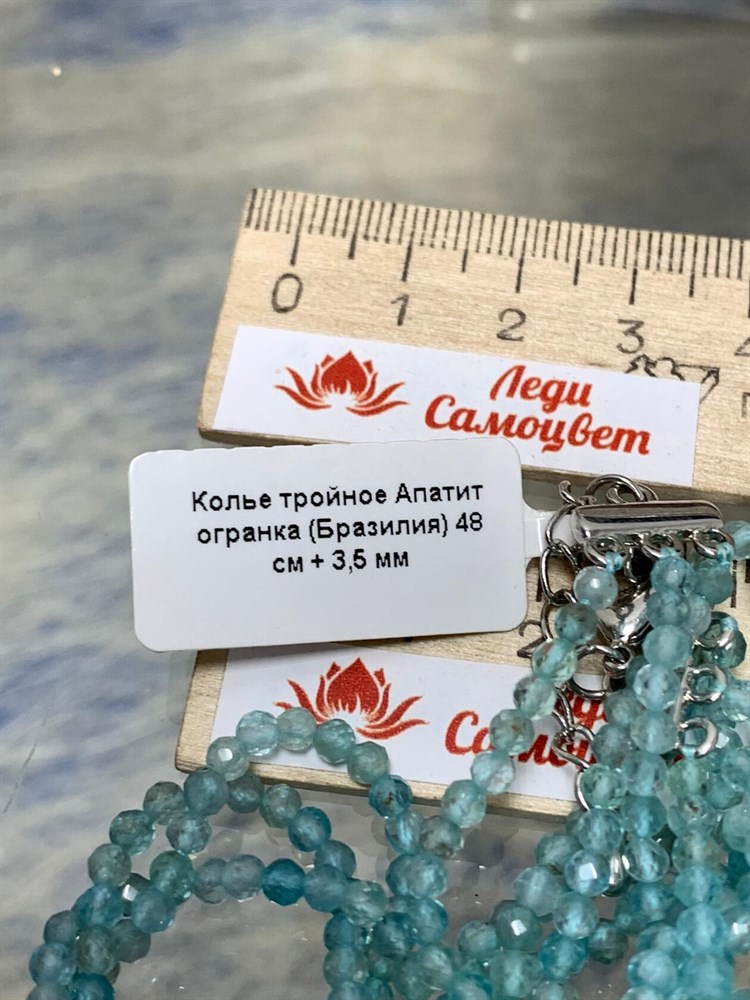 0 1 2 3
Леди
Самоцвет
Колье тройное Апатит
огранка (Бразилия) 48
см + 3,5 мм